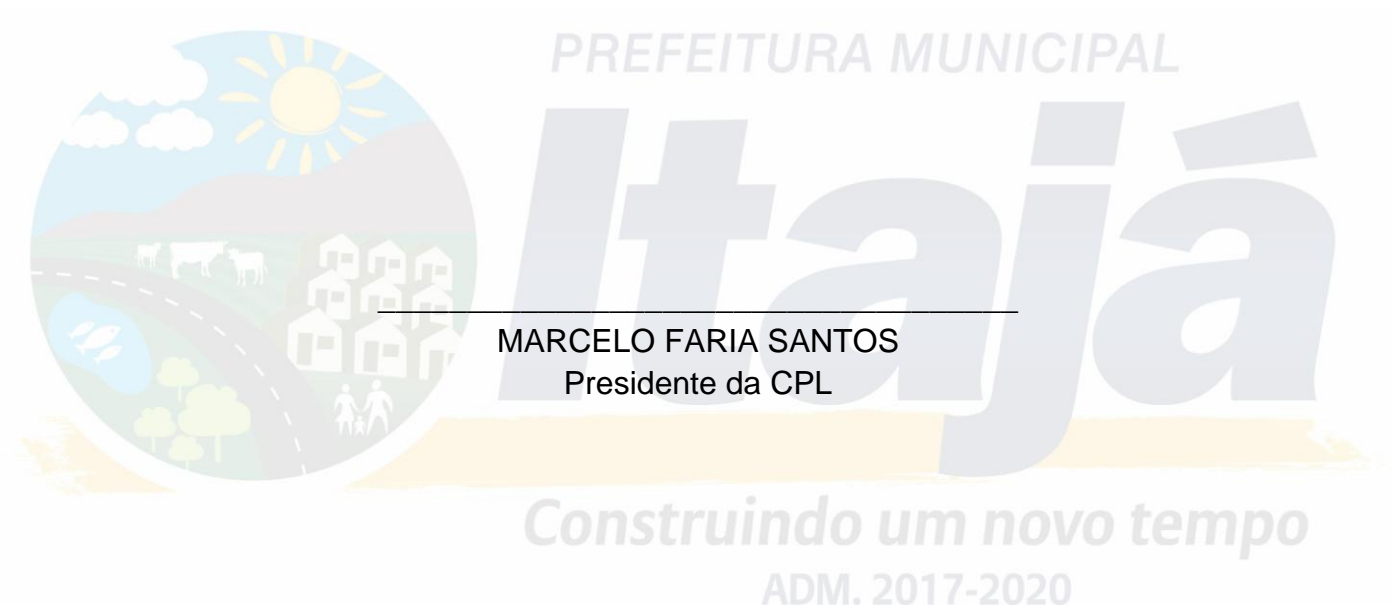 PREFEITURA MUNICIPAL
Itajá
MARCELO FARIA SANTOS
Presidente da CPL
Construindo um novo tempo
ADM. 2017-2020